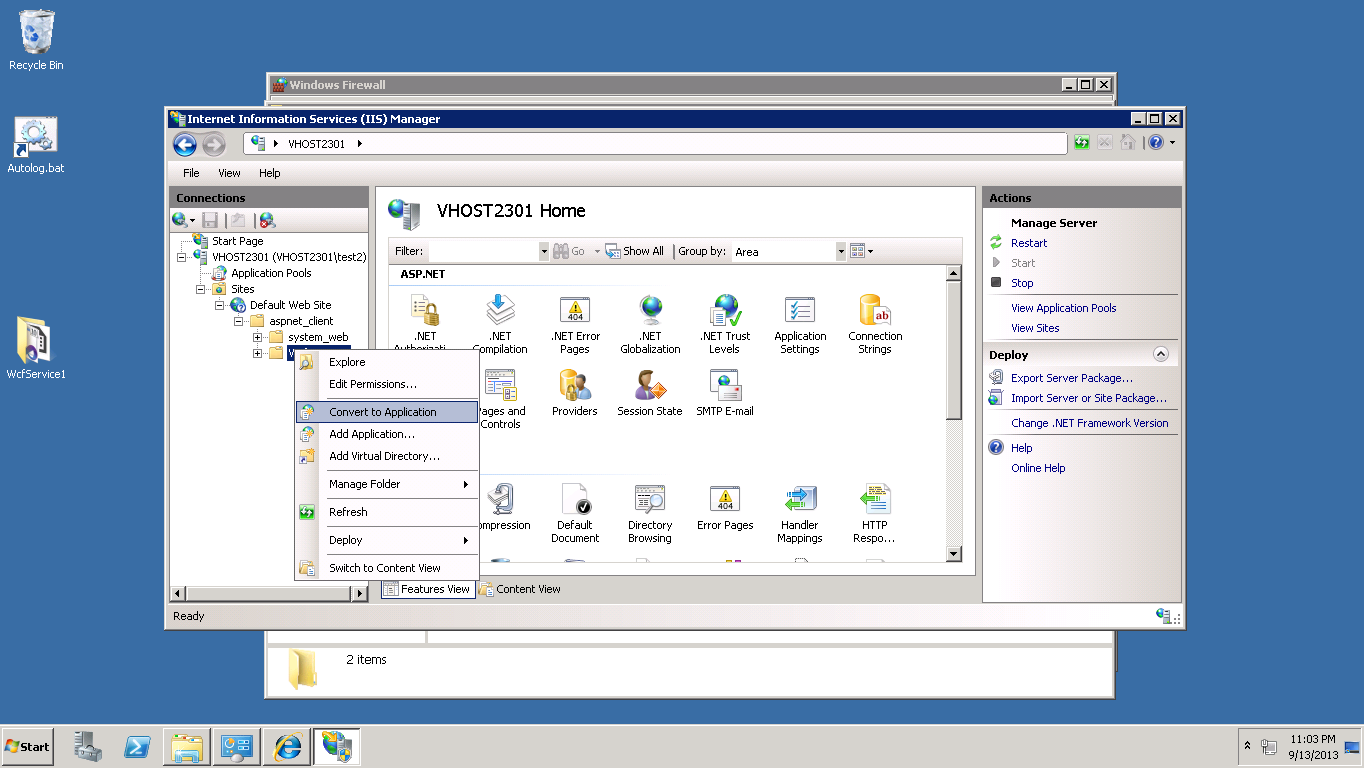 Recycle Bin
Autolog.bat
WcfService1
Windows Firewall
Internet Information Services (IIS) Manager
VHOST2301
File View Help
Connections
Start Page
VHOST2301 (VHOST2301\test2)
Application Pools
Sites
Default Web Site
aspnet_client
system_web
Explore
Edit Permissions...
Convert to Application
Add Application...
Add Virtual Directory...
Manage Folder
Refresh
Deploy
Switch to Content View
VHOST2301 Home
Filter: Go Show All Group by: Area
ASP.NET
.NET
.NET Compilation
.NET Error Pages
.NET Globalization
.NET Trust Levels
Application Settings
Connection Strings
Pages and Controls
Providers
Session State
SMTP E-mail
Default Document
Directory Browsing
Error Pages
Handler Mappings
HTTP Respo...
404
ab
404
Features View Content View
Actions
Manage Server
Restart
Start
Stop
View Application Pools
View Sites
Deploy
Export Server Package...
Import Server or Site Package...
Change .NET Framework Version
Help
Online Help
Ready
2 items
Start
11:03 PM
9/13/2013